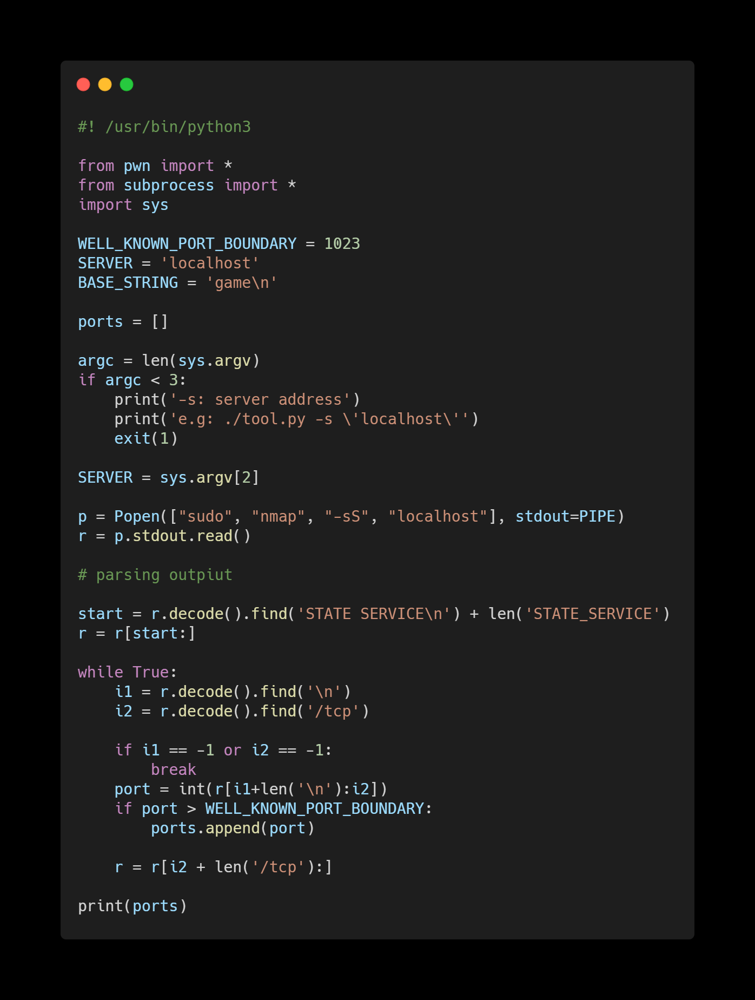 #! /usr/bin/python3
from pwn import *
from subprocess import *
import sys
WELL_KNOWN_PORT_BOUNDARY = 1023
SERVER = 'localhost'
BASE_STRING = 'game\n'
ports = []
argc = len(sys.argv)
if argc < 3:
    print('-s: server address')
    print('e.g: ./tool.py -s \'localhost\'')
    exit(1)
SERVER = sys.argv[2]
p = Popen(["sudo", "nmap", "-sS", "localhost"], stdout=PIPE)
r = p.stdout.read()
# parsing outpiut
start = r.decode().find('STATE SERVICE\n') + len('STATE_SERVICE')
r = r[start:]
while True:
    i1 = r.decode().find('\n')
    i2 = r.decode().find('/tcp')
    if i1 == -1 or i2 == -1:
        break
    port = int(r[i1+len('\n'):i2])
    if port > WELL_KNOWN_PORT_BOUNDARY:
        ports.append(port)
    r = r[i2 + len('/tcp'):]
print(ports)